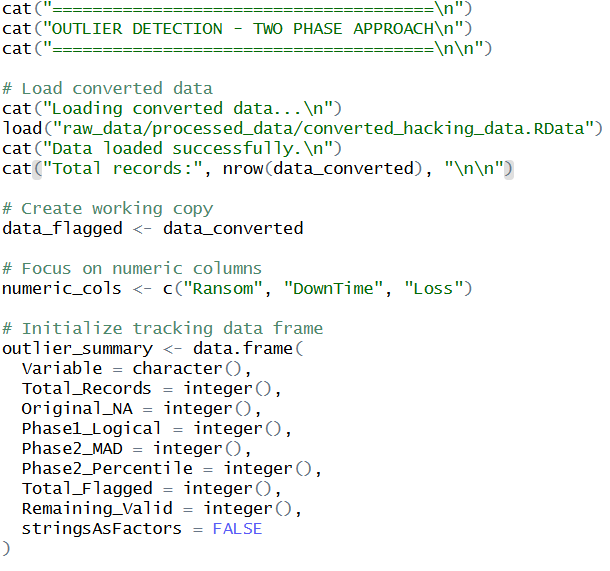 cat("========================================\n")
cat("OUTLIER DETECTION - TWO PHASE APPROACH\n")
cat("========================================\n\n")

# Load converted data
cat("Loading converted data...\n")
load("raw_data/processed_data/converted_hacking_data.RData")
cat("Data loaded successfully.\n")
cat("Total records:", nrow(data_converted), "\n\n")

# Create working copy
data_flagged <- data_converted

# Focus on numeric columns
numeric_cols <- c("Ransom", "DownTime", "Loss")

# Initialize tracking data frame
outlier_summary <- data.frame(
  Variable = character(),
  Total_Records = integer(),
  Original_NA = integer(),
  Phase1_Logical = integer(),
  Phase2_MAD = integer(),
  Phase2_Percentile = integer(),
  Total_Flagged = integer(),
  Remaining_Valid = integer(),
  stringsAsFactors = FALSE
)